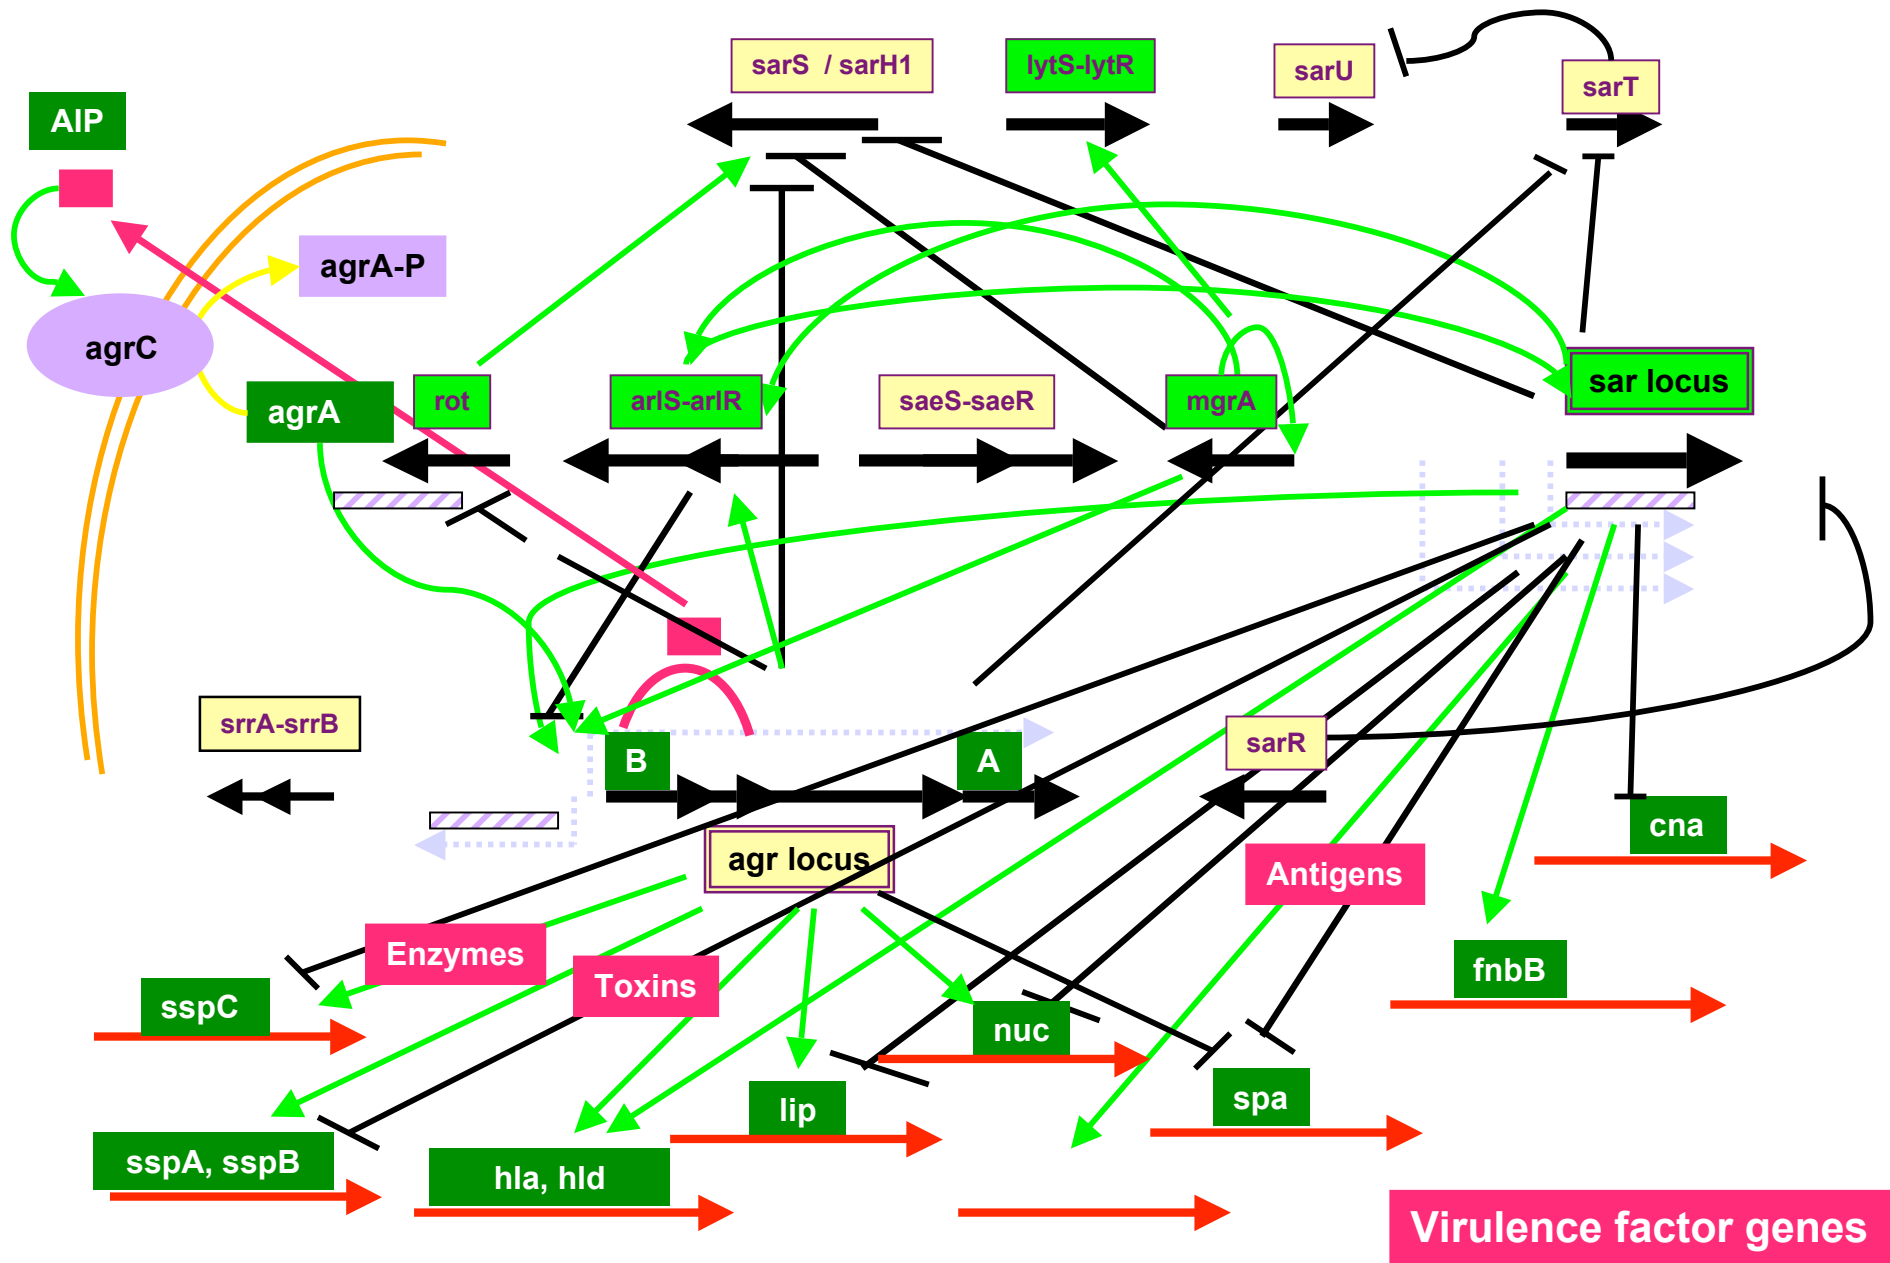 sarS / sarH1
lytS-lytR
sarU
sarT
AIP
agrA-P
agrC
agrA
rot
arlS-arlR
saeS-saeR
mgrA
sar locus
srrA-srrB
B
A
sarR
cna
agr locus
Antigens
Enzymes
Toxins
fnbB
sspC
nuc
lip
spa
sspA, sspB
hla, hld
Virulence factor genes